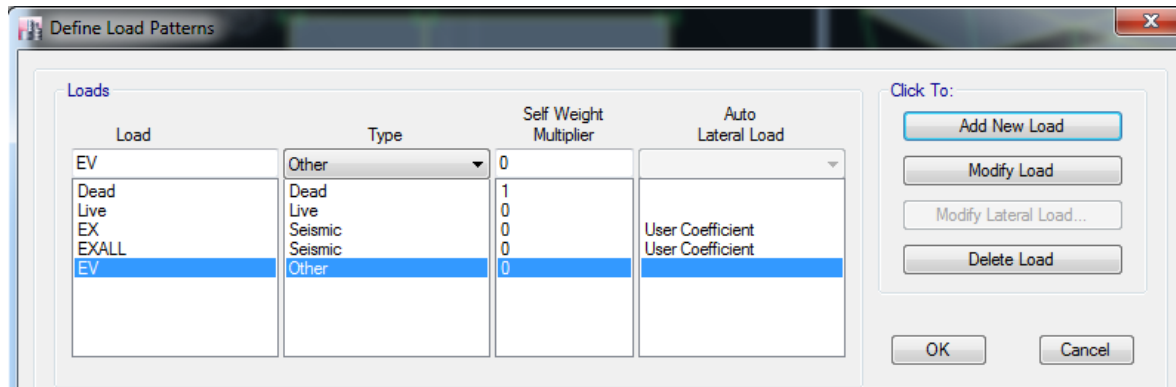 Define Load Patterns
Loads
Click To:
Load Type Self Weight Multiplier Auto Lateral Load
EV Other 0
Dead Dead 1
Live Live 0
EX Seismic 0 User Coefficient
EXALL Seismic 0 User Coefficient
EV Other 0
Add New Load
Modify Load
Modify Lateral Load...
Delete Load
OK Cancel